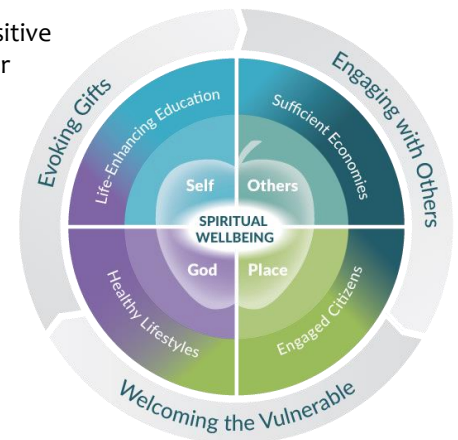 sitive
r
Evoking Gifts
Engaging with Others
Life-Enhancing Education
Sufficient Economies
Self
Others
SPIRITUAL
WELLBEING
God
Place
Healthy Lifestyles
Engaged Citizens
Welcoming the Vulnerable